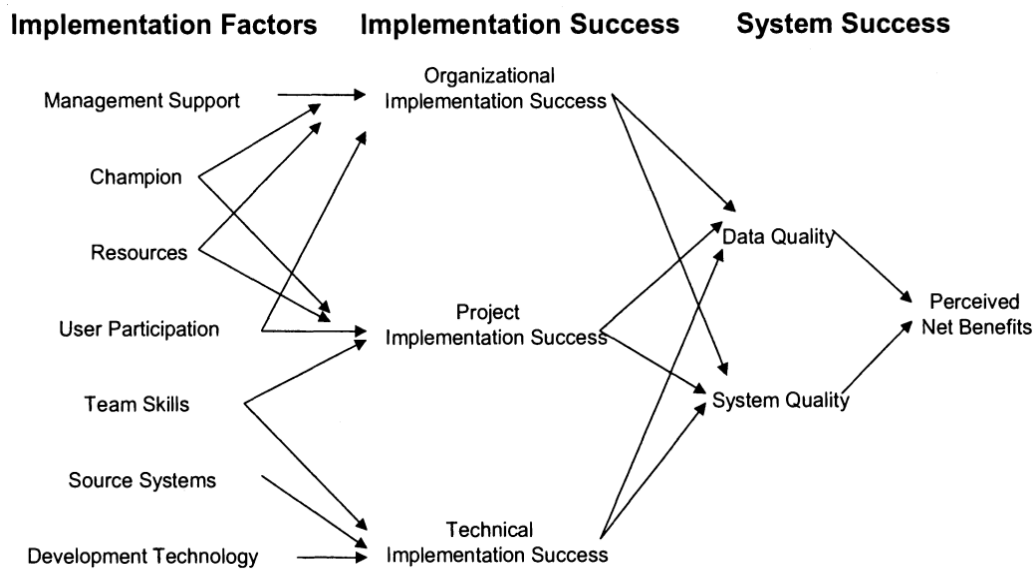 Implementation Factors
Implementation Success
System Success
Management Support
Champion
Resources
User Participation
Team Skills
Source Systems
Development Technology
Organizational
Implementation Success
Project
Implementation Success
Technical
Implementation Success
Data Quality
System Quality
Perceived
Net Benefits